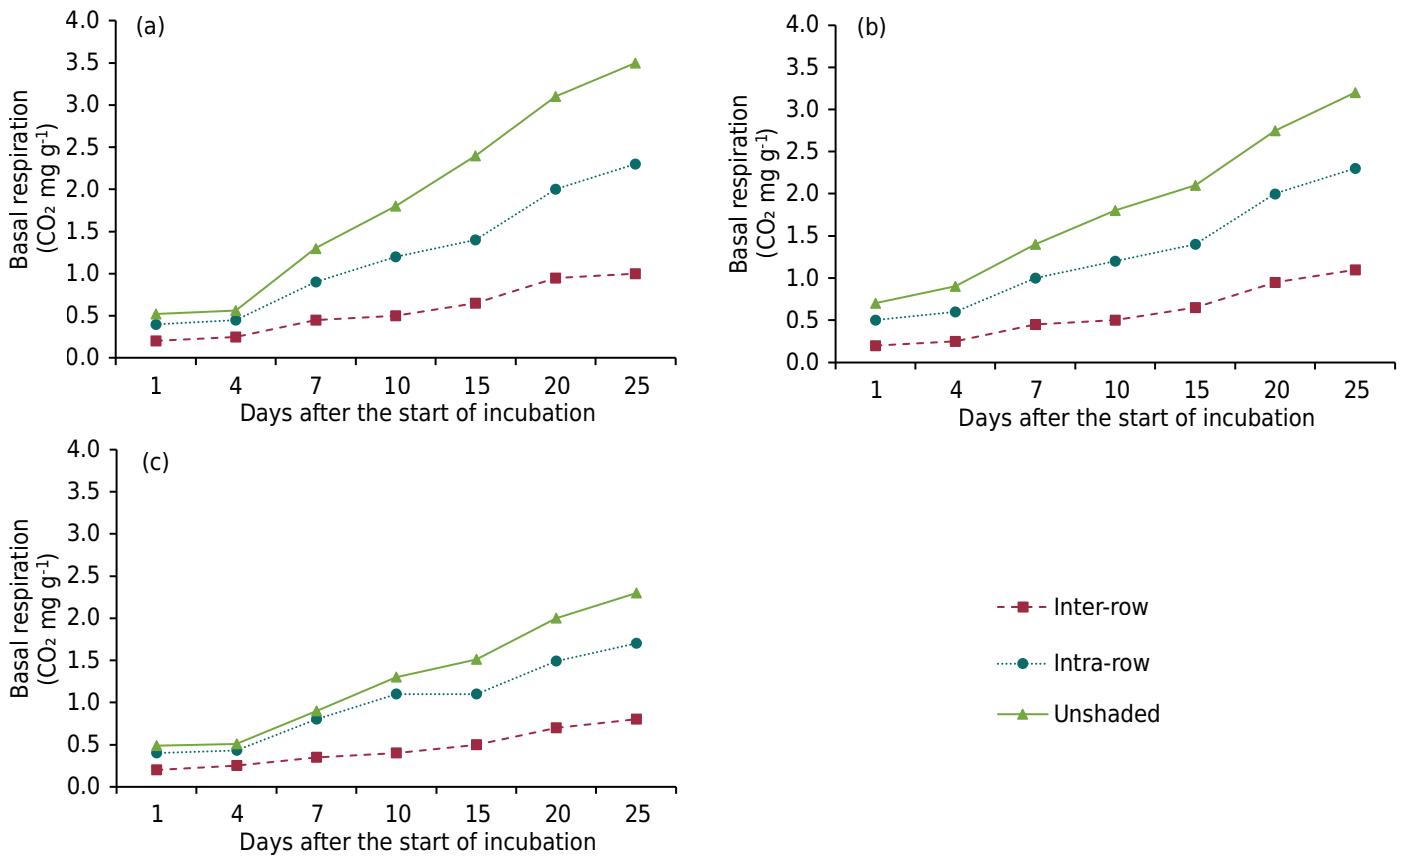 (a)
4.0
3.5
3.0
2.5
2.0
1.5
1.0
0.5
0.0
Basal respiration
(CO₂ mg g⁻¹)
1 4 7 10 15 20 25
Days after the start of incubation
(b)
4.0
3.5
3.0
2.5
2.0
1.5
1.0
0.5
0.0
Basal respiration
(CO₂ mg g⁻¹)
1 4 7 10 15 20 25
Days after the start of incubation
(c)
4.0
3.5
3.0
2.5
2.0
1.5
1.0
0.5
0.0
Basal respiration
(CO₂ mg g⁻¹)
1 4 7 10 15 20 25
Days after the start of incubation
Inter-row
Intra-row
Unshaded